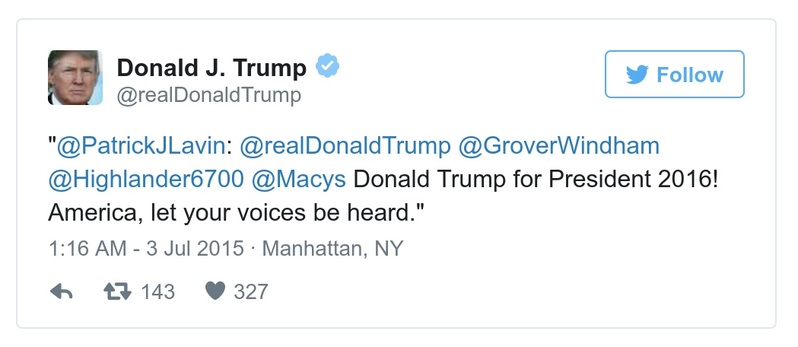 Donald J. Trump
@realDonaldTrump
Follow
"@PatrickJLavin: @realDonaldTrump @GroverWindham
@Highlander6700 @Macys Donald Trump for President 2016!
America, let your voices be heard."
1:16 AM - 3 Jul 2015 · Manhattan, NY
143 327